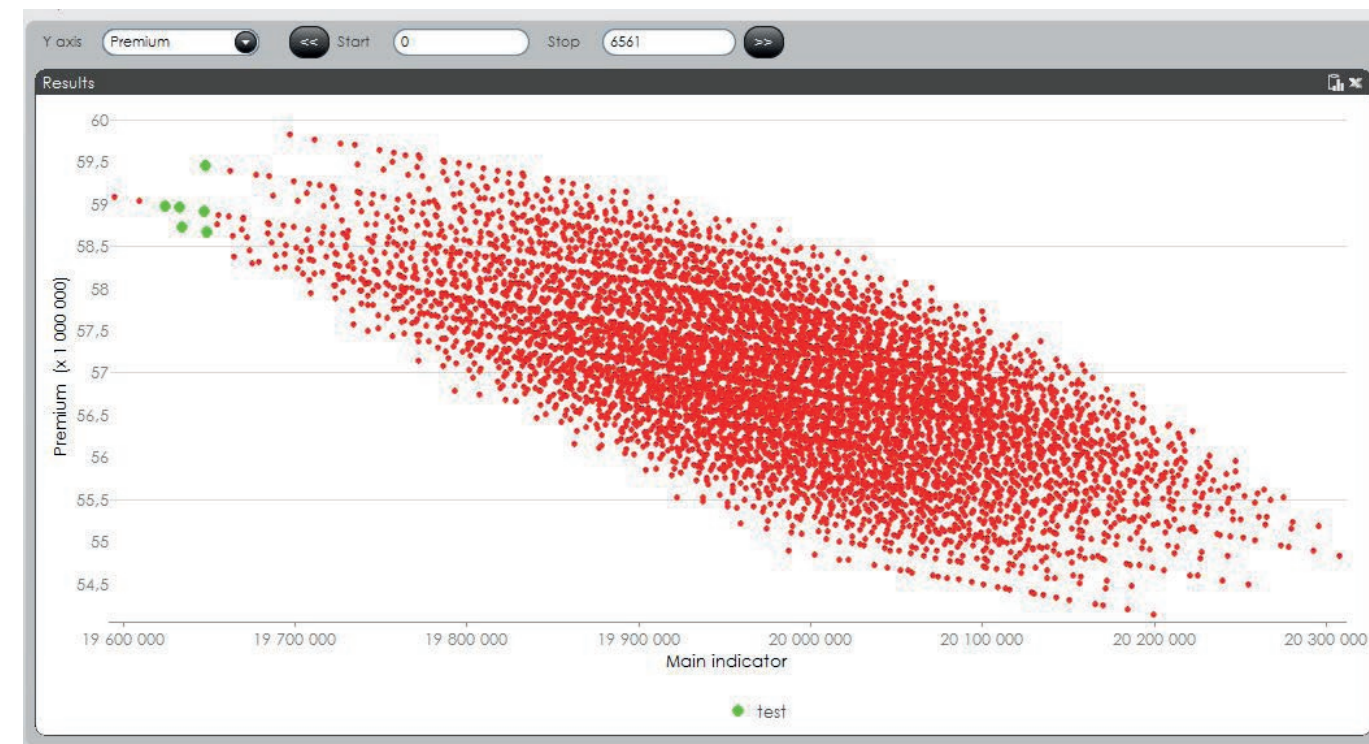 Y axis Premium << Start 0 Stop 6561 >>
Results
60
59,5
59
58,5
58
57,5
57
56,5
56
55,5
55
54,5
Premium (x 1 000 000)
19 600 000 19 700 000 19 800 000 19 900 000 20 000 000 20 100 000 20 200 000 20 300 000
Main indicator
test